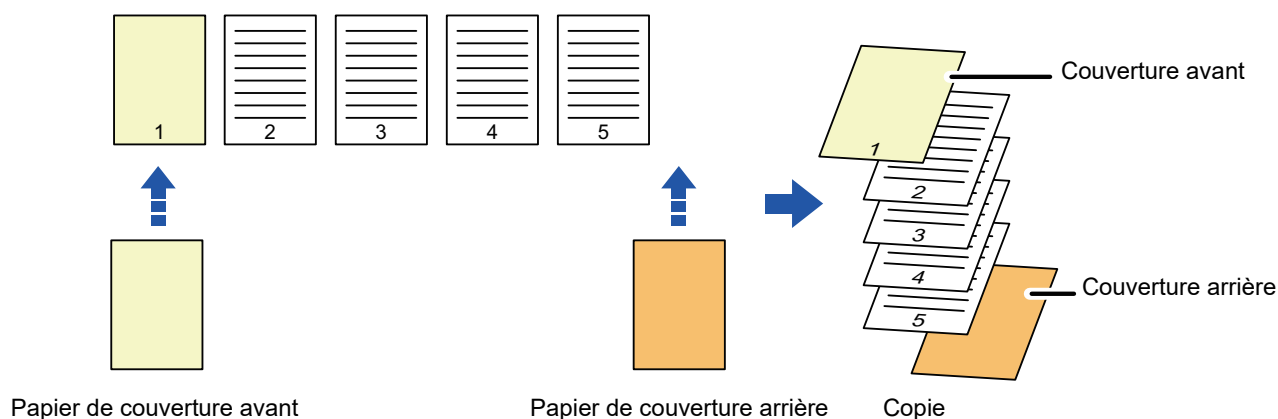 1 2 3 4 5
Couverture avant
1
2
3
4
5
Couverture arrière
Papier de couverture avant
Papier de couverture arrière
Copie